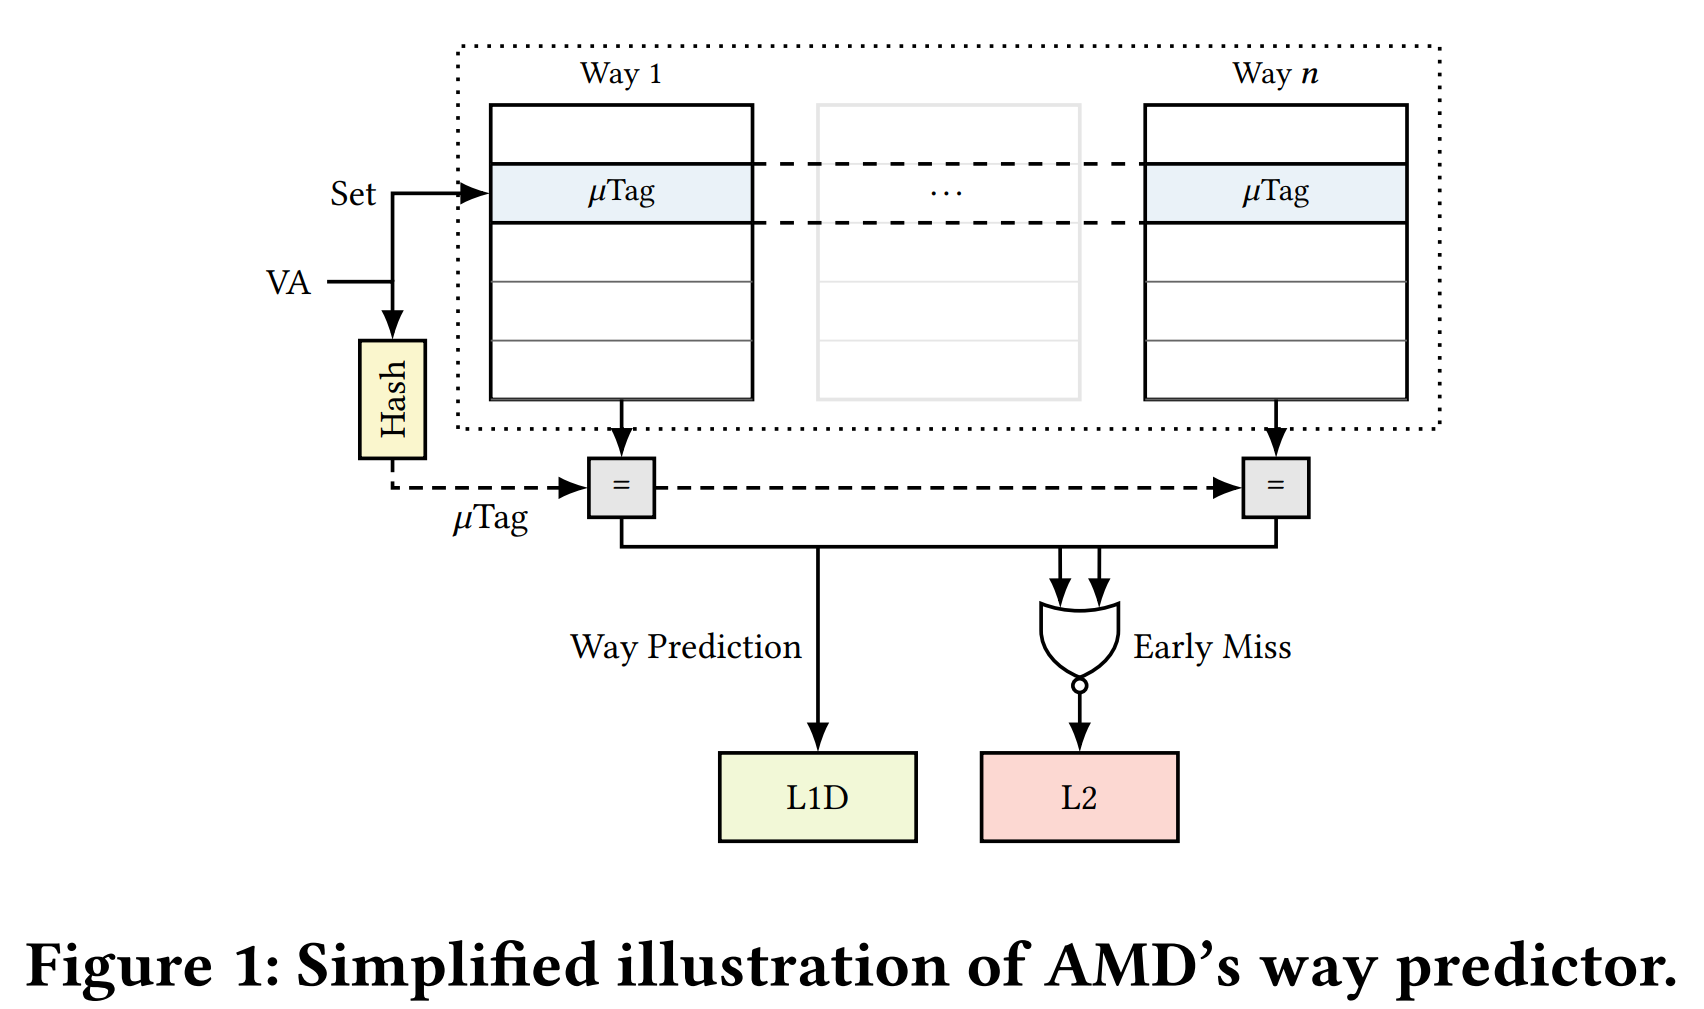 Way 1
Way n
Set
μTag
...
μTag
VA
Hash
=
=
μTag
Way Prediction
Early Miss
L1D
L2
Figure 1: Simplified illustration of AMD’s way predictor.